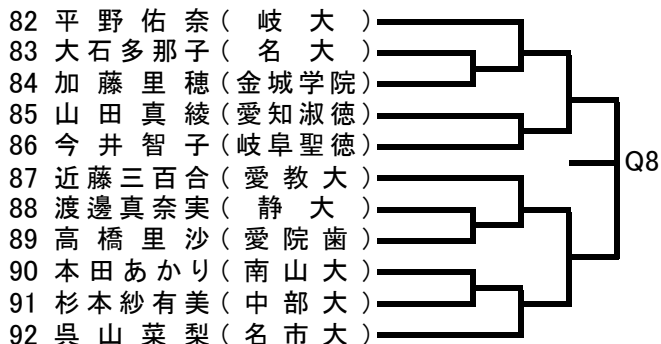 82 平野佑奈(岐大)
83 大石多那子(名大)
84 加藤里穂(金城学院)
85 山田真綾(愛知淑徳)
86 今井智子(岐阜聖徳)
87 近藤三百合(愛教大)
88 渡邊真奈実(静大)
89 高橋里沙(愛院歯)
90 本田あかり(南山大)
91 杉本紗有美(中部大)
92 呉山菜梨(名市大)
Q8